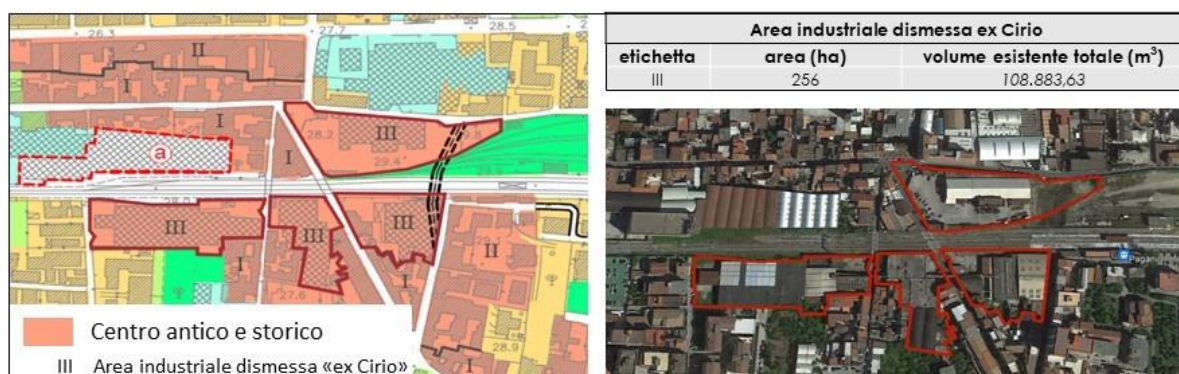 26.3
27.7
28.5
II
I
I
28.2
III
29.8
I
29.4
a
III
III
III
II
I
27.6
I
28.9
I
Centro antico e storico
III Area industriale dismessa «ex Cirio»
Area industriale dismessa ex Cirio
etichetta area (ha) volume esistente totale (m³)
III 256 108.883,63